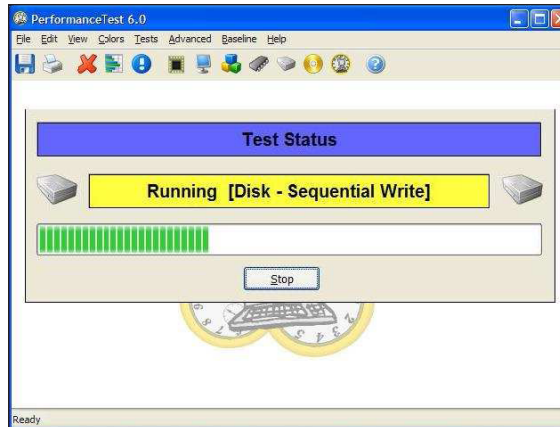 PerformanceTest 6.0
File Edit View Colors Tests Advanced Baseline Help
Test Status
Running [Disk - Sequential Write]
Stop
Ready